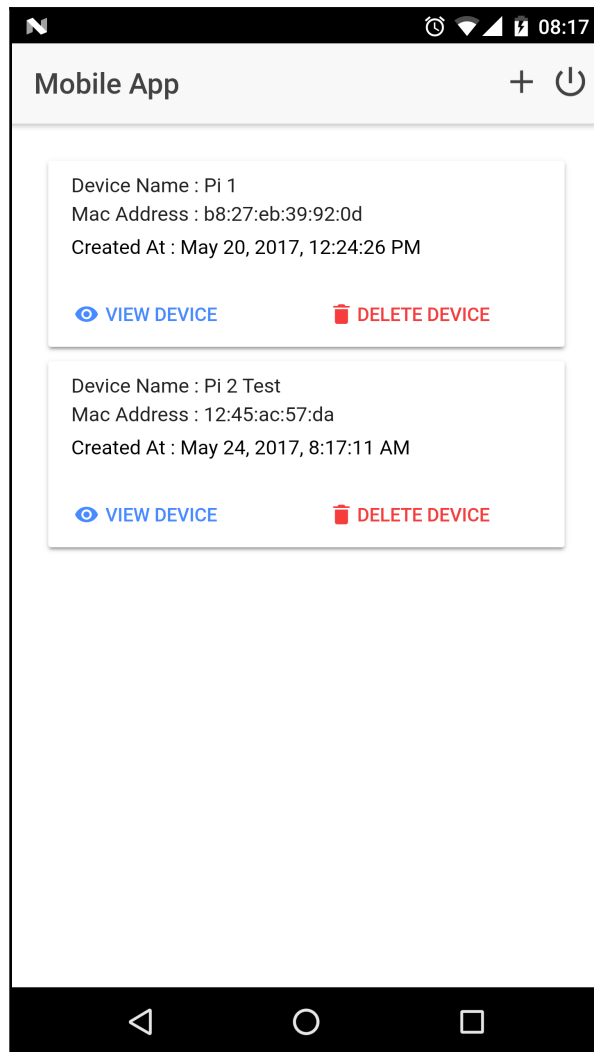 08:17
Mobile App
Device Name : Pi 1
Mac Address : b8:27:eb:39:92:0d
Created At : May 20, 2017, 12:24:26 PM
VIEW DEVICE DELETE DEVICE
Device Name : Pi 2 Test
Mac Address : 12:45:ac:57:da
Created At : May 24, 2017, 8:17:11 AM
VIEW DEVICE DELETE DEVICE